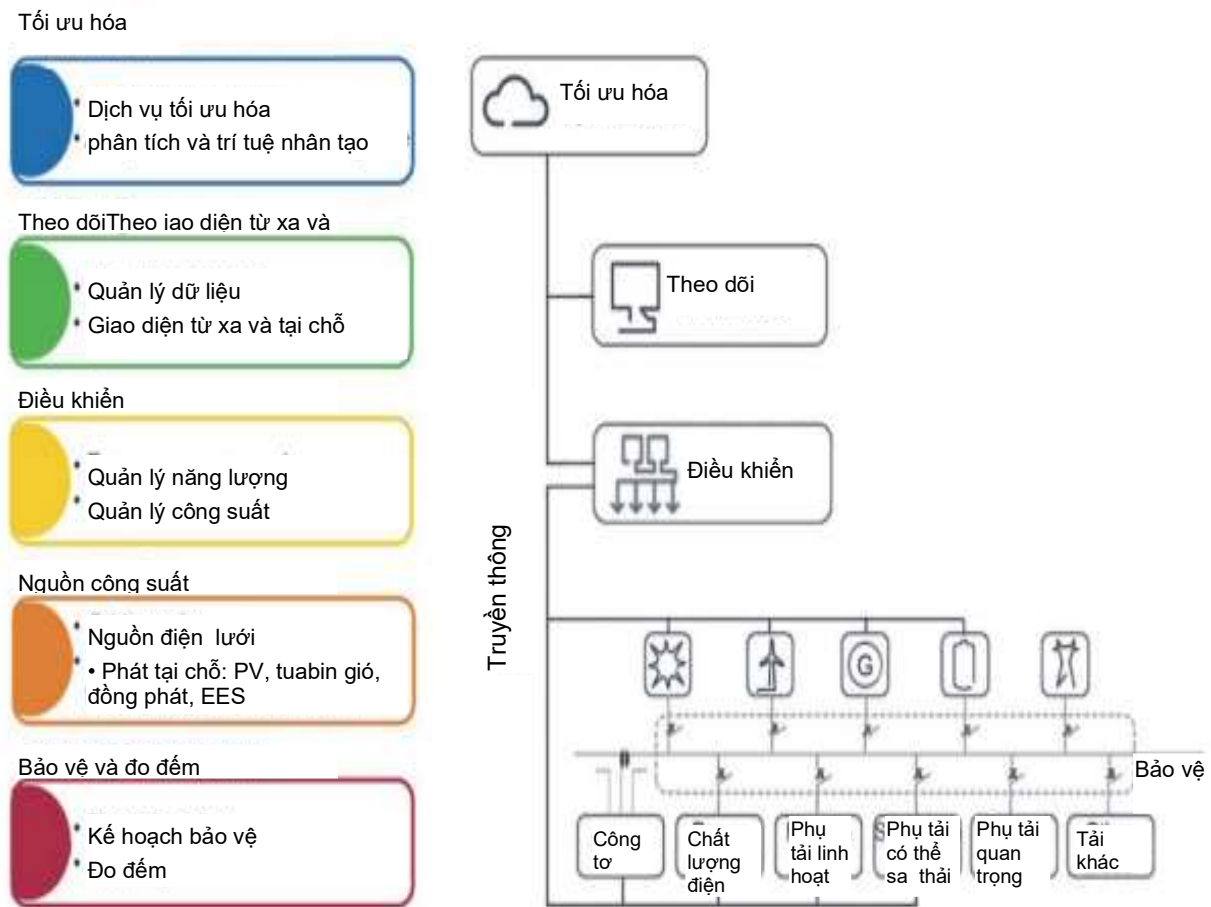 Tối ưu hóa
Dịch vụ tối ưu hóa
phân tích và trí tuệ nhân tạo
Theo dõiTheo iao diện từ xa và
Quản lý dữ liệu
Giao diện từ xa và tại chỗ
Điều khiển
Quản lý năng lượng
Quản lý công suất
Nguồn công suất
Nguồn điện lưới
• Phát tại chỗ: PV, tuabin gió,
đồng phát, EES
Bảo vệ và đo đếm
Kế hoạch bảo vệ
Đo đếm
Tối ưu hóa
Theo dõi
Điều khiển
Truyền thông
G
Bảo vệ
Công
tơ
Chất
lượng
điện
Phụ
tải linh
hoạt
Phụ tải
có thể
sa thải
Phụ tải
quan
trọng
Tải
khác